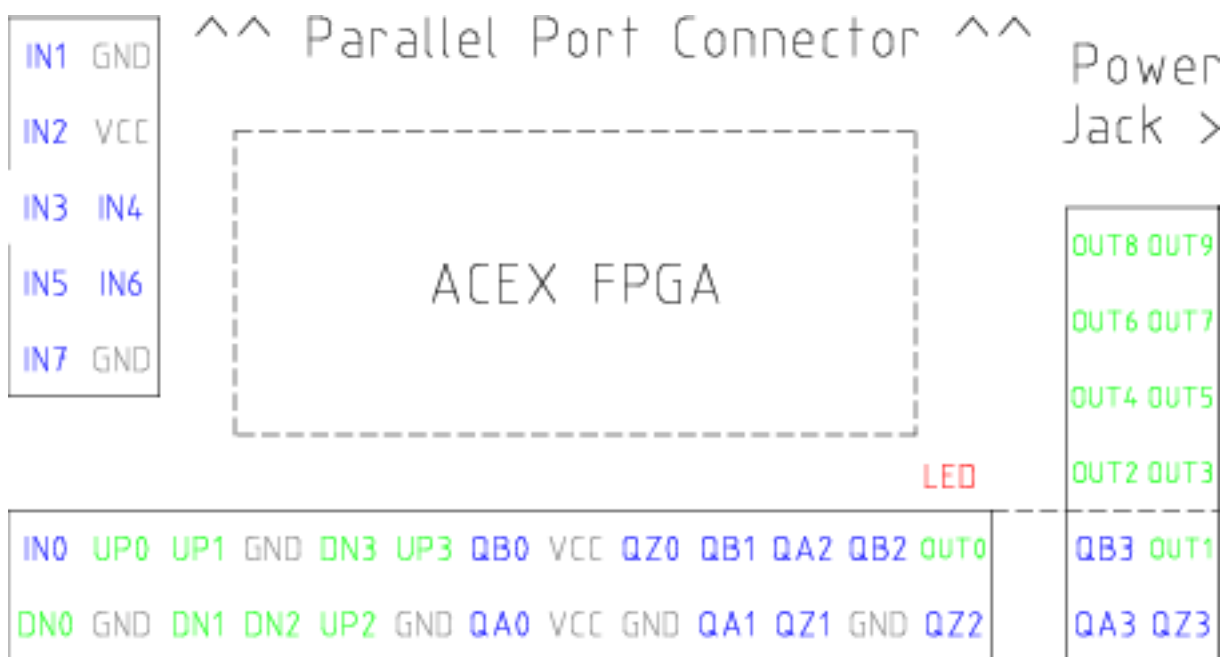 ^^ Parallel Port Connector ^^
Power
Jack >
IN1 GND
IN2 VCC
IN3 IN4
IN5 IN6
IN7 GND
ACEX FPGA
OUT8 OUT9
OUT6 OUT7
OUT4 OUT5
OUT2 OUT3
LED
IN0 UP0 UP1 GND DN3 UP3 QB0 VCC QZ0 QB1 QA2 QB2 OUT0
DN0 GND DN1 DN2 UP2 GND QA0 VCC GND QA1 QZ1 GND QZ2
QB3 OUT1
QA3 QZ3